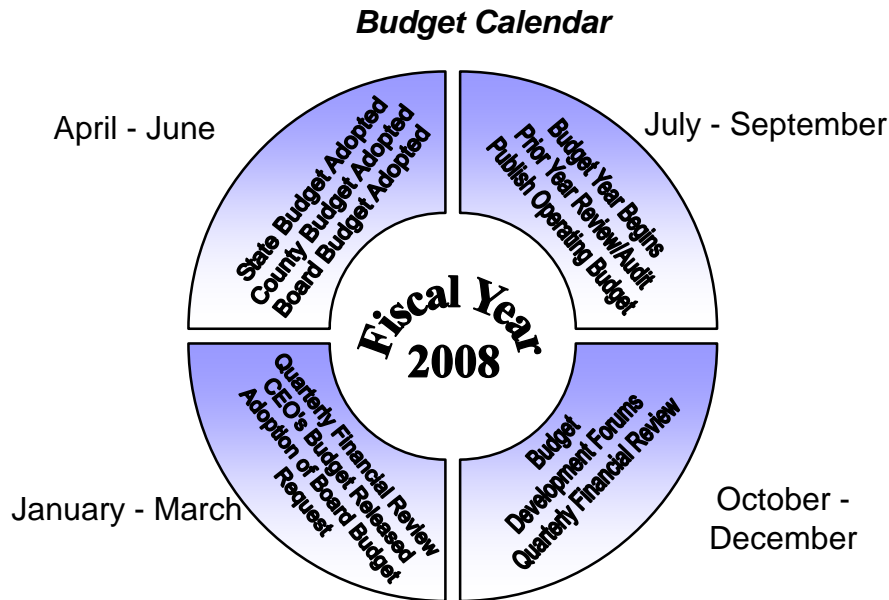 Budget Calendar
April - June
State Budget Adopted
County Budget Adopted
Board Budget Adopted
July - September
Budget Year Begins
Prior Year Review/Audit
Publish Operating Budget
Fiscal Year
2008
January - March
Quarterly Financial Review
CEO's Budget Released
Adoption of Board Budget
Request
October -
December
Budget
Development Forums
Quarterly Financial Review